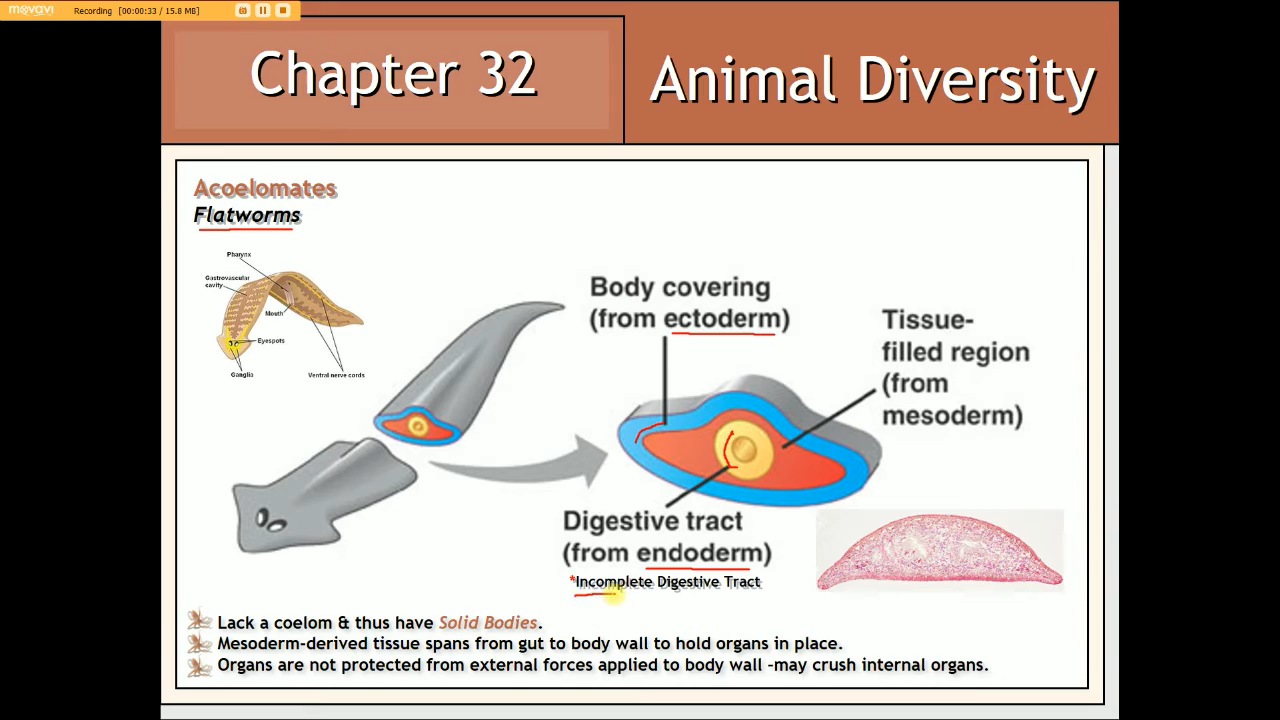 movavi
Recording [00:00:33 / 15.8 MB]
Chapter 32
Animal Diversity
Acoelomates
Flatworms
Pharynx
Gastrovascular
cavity
Mouth
Eyespots
Ganglia
Ventral nerve cords
Body covering
(from ectoderm)
Tissue-
filled region
(from
mesoderm)
Digestive tract
(from endoderm)
*Incomplete Digestive Tract
Lack a coelom & thus have Solid Bodies.
Mesoderm-derived tissue spans from gut to body wall to hold organs in place.
Organs are not protected from external forces applied to body wall -may crush internal organs.